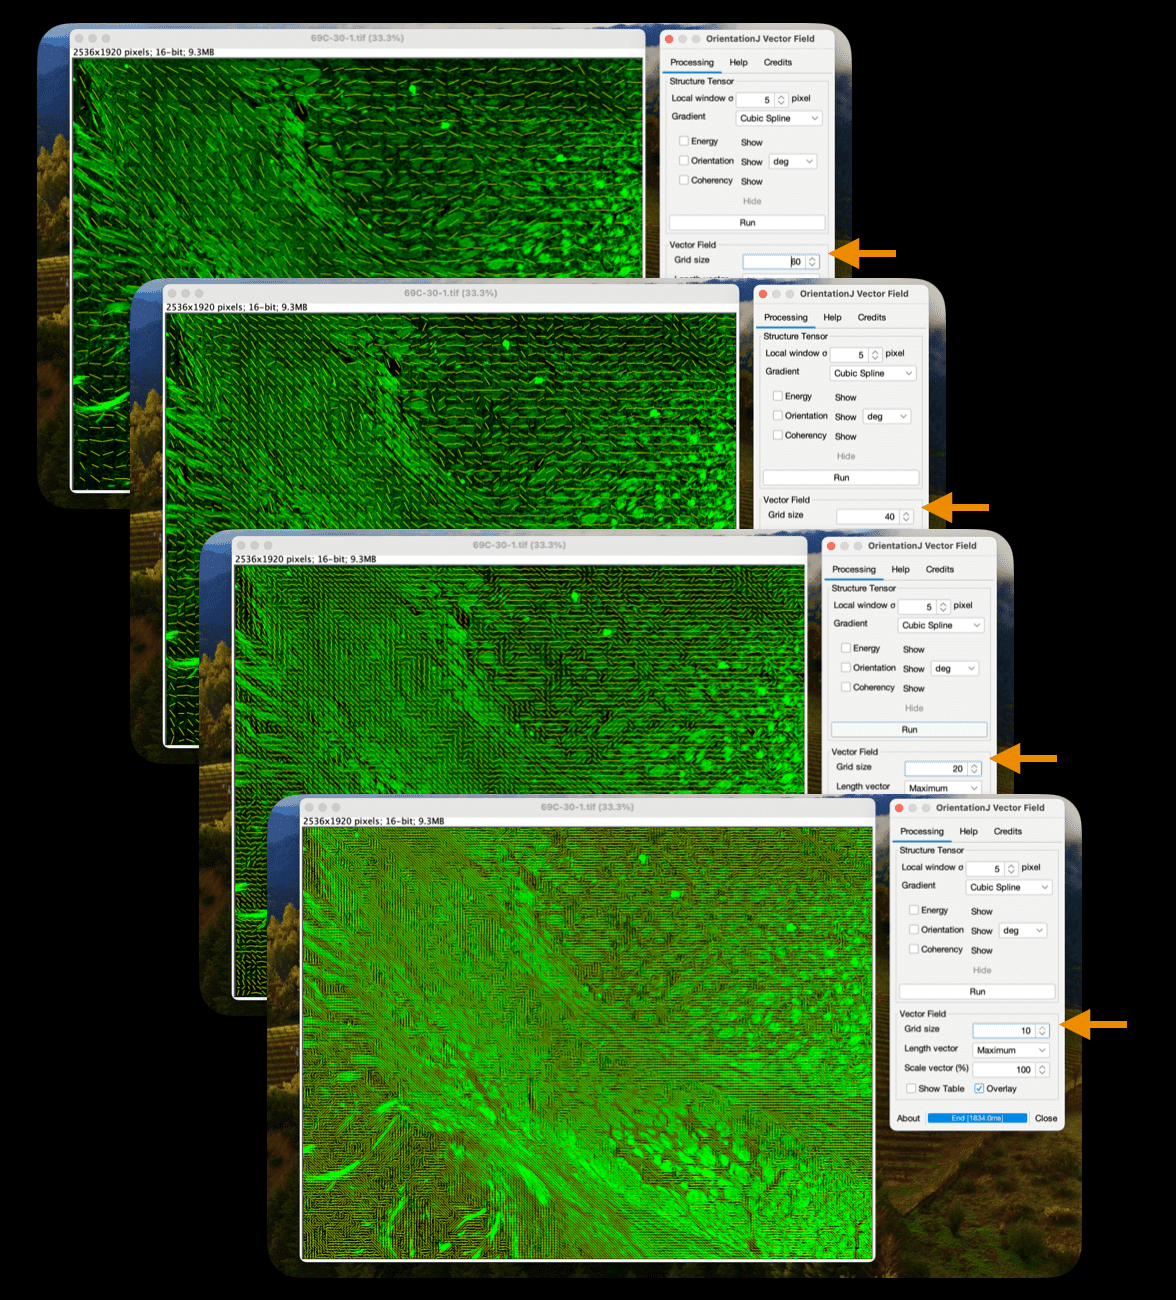 69C-30-1.tif (33.3%)
2536x1920 pixels; 16-bit; 9.3MB
OrientationJ Vector Field
Processing Help Credits
Structure Tensor
Local window σ 5 pixel
Gradient Cubic Spline
Energy Show
Orientation Show deg
Coherency Show
Hide
Run
Vector Field
Grid size 60
69C-30-1.tif (33.3%)
2536x1920 pixels; 16-bit; 9.3MB
OrientationJ Vector Field
Processing Help Credits
Structure Tensor
Local window σ 5 pixel
Gradient Cubic Spline
Energy Show
Orientation Show deg
Coherency Show
Hide
Run
Vector Field
Grid size 40
69C-30-1.tif (33.3%)
2536x1920 pixels; 16-bit; 9.3MB
OrientationJ Vector Field
Processing Help Credits
Structure Tensor
Local window σ 5 pixel
Gradient Cubic Spline
Energy Show
Orientation Show deg
Coherency Show
Hide
Run
Vector Field
Grid size 20
Length vector Maximum
69C-30-1.tif (33.3%)
2536x1920 pixels; 16-bit; 9.3MB
OrientationJ Vector Field
Processing Help Credits
Structure Tensor
Local window σ 5 pixel
Gradient Cubic Spline
Energy Show
Orientation Show deg
Coherency Show
Hide
Run
Vector Field
Grid size 10
Length vector Maximum
Scale vector (%) 100
Show Table Overlay
About End [1834.0ms] Close